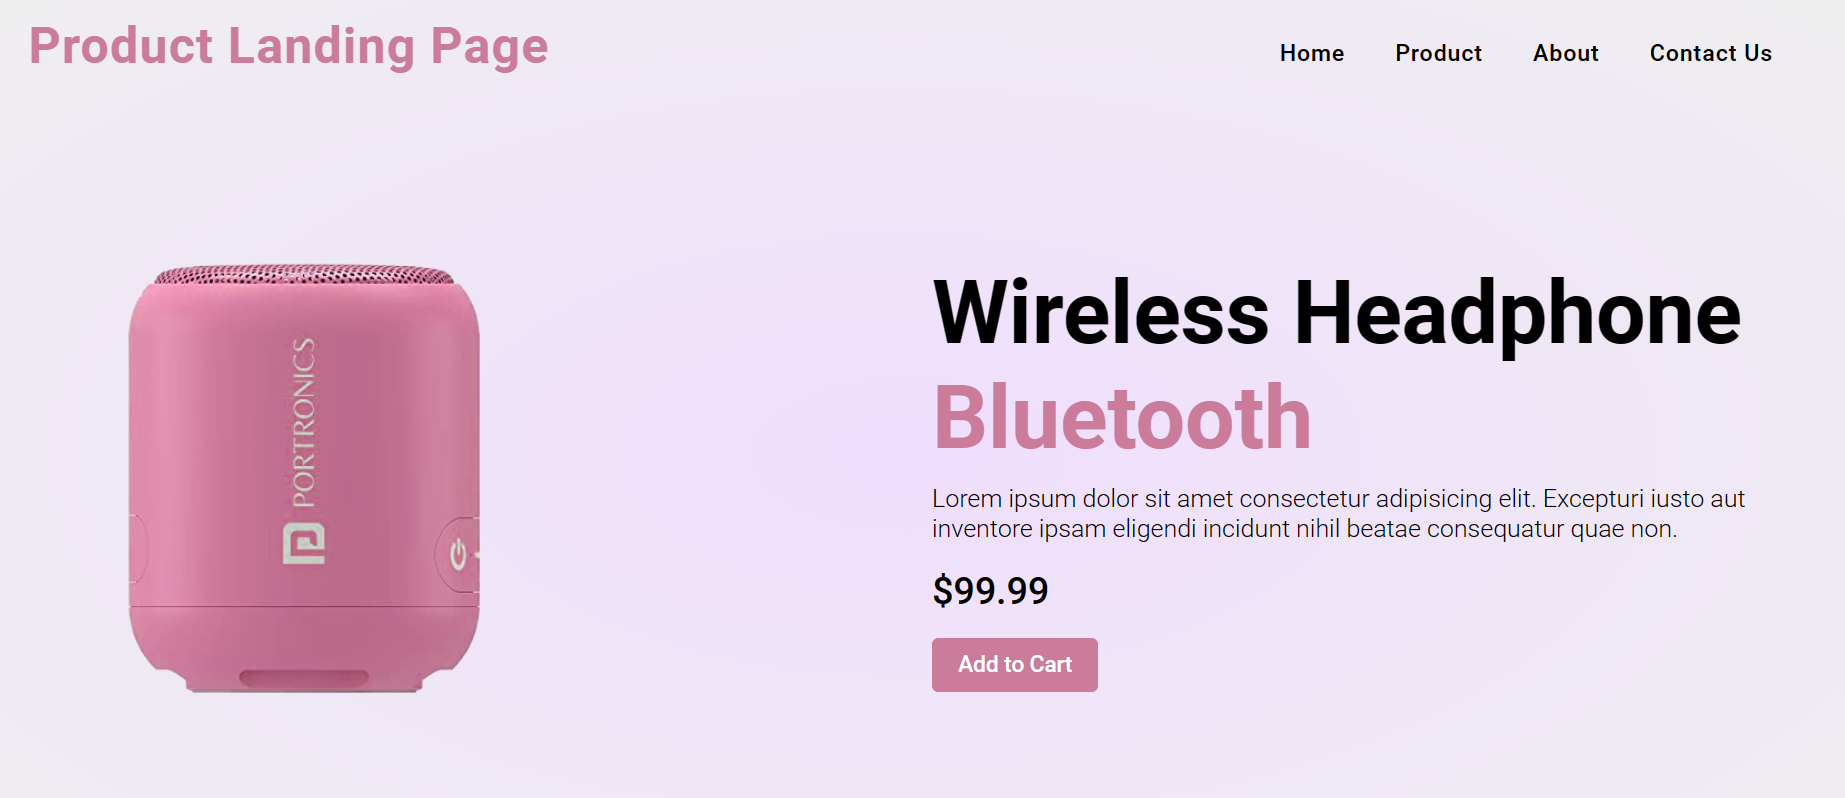 Product Landing Page
Home Product About Contact Us
PORTRONICS
Wireless Headphone
Bluetooth
Lorem ipsum dolor sit amet consectetur adipisicing elit. Excepturi iusto aut
inventore ipsam eligendi incidunt nihil beatae consequatur quae non.
$99.99
Add to Cart